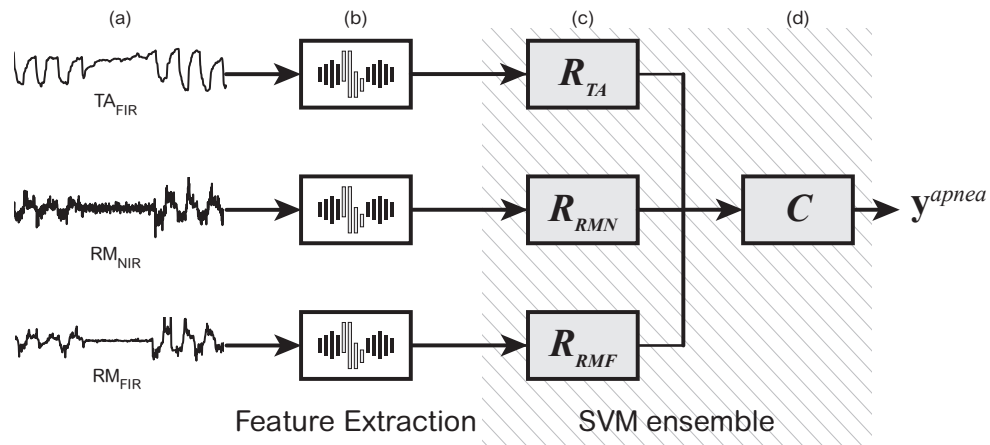 (a) (b) (c) (d)
TA_FIR
R_TA
RM_NIR
R_RMN
C
y^apnea
RM_FIR
R_RMF
Feature Extraction SVM ensemble